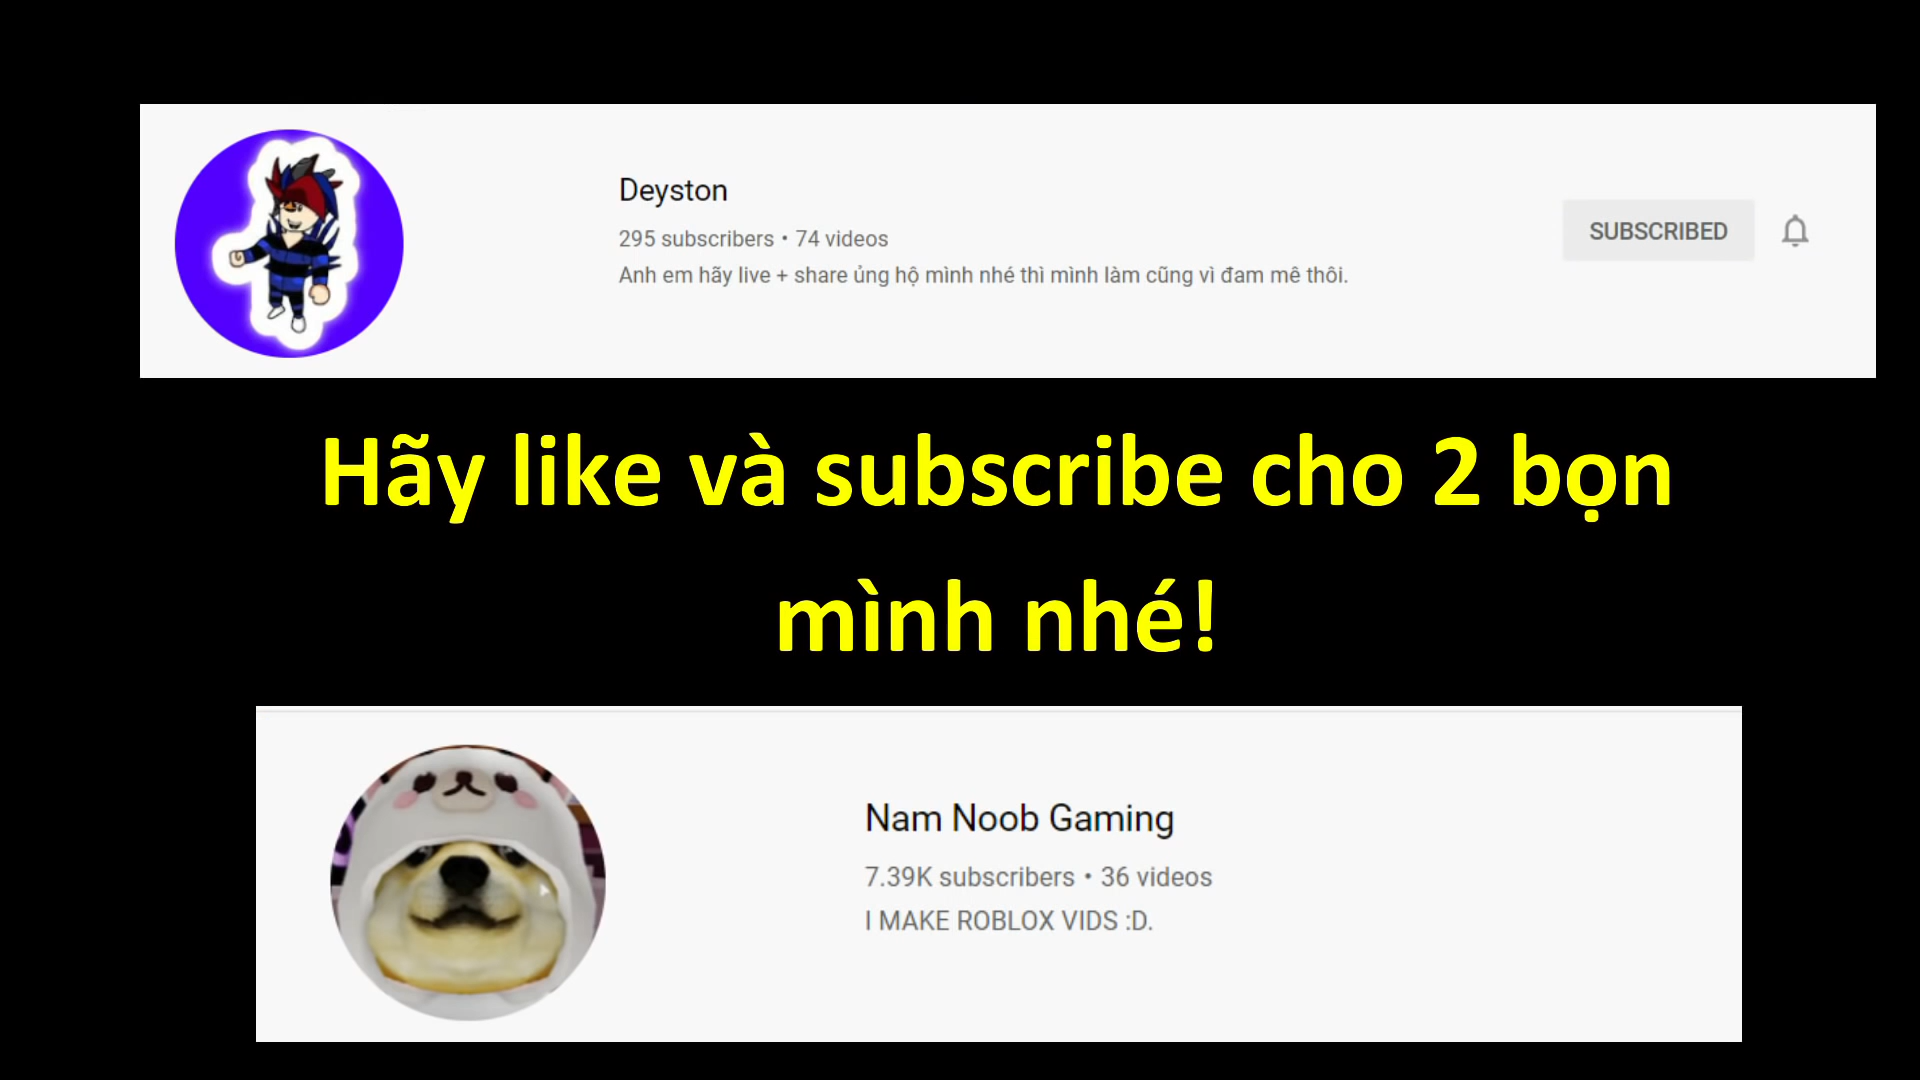 Deyston
295 subscribers • 74 videos
Anh em hãy live + share ủng hộ mình nhé thì mình làm cũng vì đam mê thôi.
SUBSCRIBED
Hãy like và subscribe cho 2 bọn
mình nhé!
Nam Noob Gaming
7.39K subscribers • 36 videos
I MAKE ROBLOX VIDS :D.